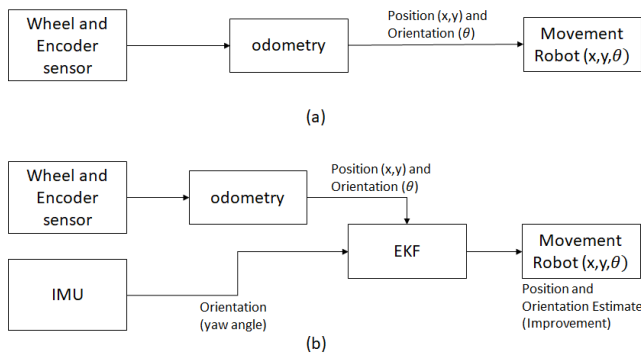 Wheel and
Encoder
sensor
odometry
Position (x,y) and
Orientation (θ)
Movement
Robot (x,y,θ)
(a)
Wheel and
Encoder
sensor
odometry
Position (x,y) and
Orientation (θ)
EKF
Movement
Robot (x,y,θ)
IMU
Orientation
(yaw angle)
Position and
Orientation Estimate
(Improvement)
(b)